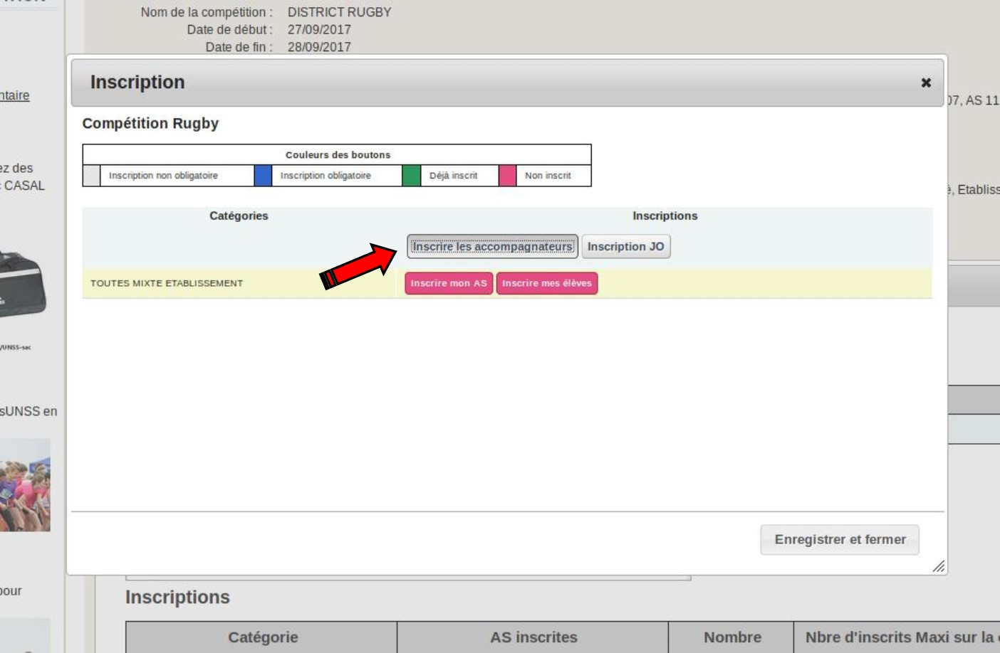 Nom de la compétition : DISTRICT RUGBY
Date de début : 27/09/2017
Date de fin : 28/09/2017
Inscription
ntaire
07, AS 11
Compétition Rugby
Couleurs des boutons
Inscription non obligatoire Inscription obligatoire Déjà inscrit Non inscrit
ez des
CASAL
Etabliss
Catégories Inscriptions
Inscrire les accompagnateurs Inscription JO
TOUTES MIXTE ETABLISSEMENT Inscrire mon AS Inscrire mes élèves
/UNSS-sac
sUNSS en
Enregistrer et fermer
pour
Inscriptions
Catégorie AS inscrites Nombre Nbre d'inscrits Maxi sur la